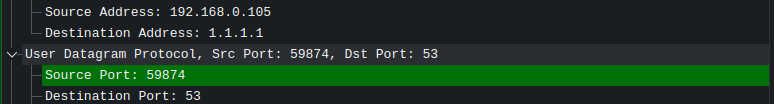 Source Address: 192.168.0.105
Destination Address: 1.1.1.1
User Datagram Protocol, Src Port: 59874, Dst Port: 53
Source Port: 59874
Destination Port: 53